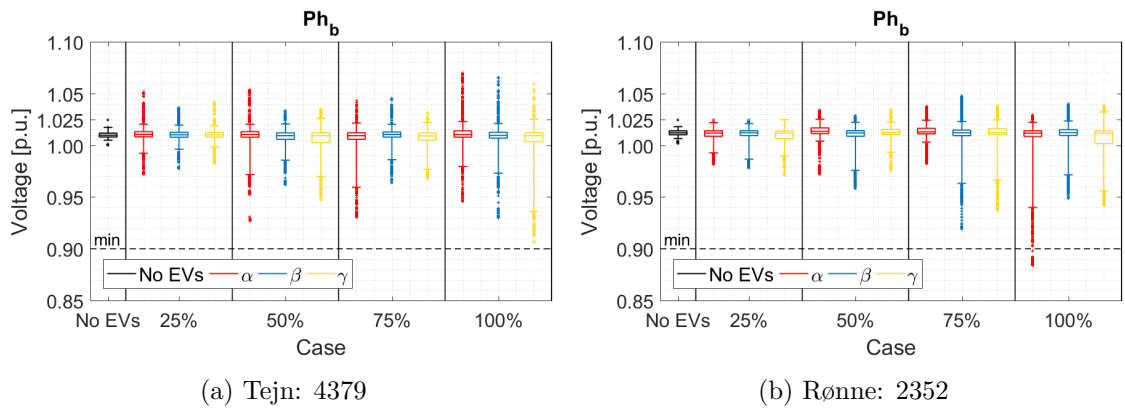 Ph_b
Voltage [p.u.]
1.10
1.05
1.025
1.00
0.95
0.90
0.85
min
No EVs α β γ
No EVs 25% 50% 75% 100%
Case
(a) Tejn: 4379
Ph_b
Voltage [p.u.]
1.10
1.05
1.025
1.00
0.95
0.90
0.85
min
No EVs α β γ
No EVs 25% 50% 75% 100%
Case
(b) Rønne: 2352